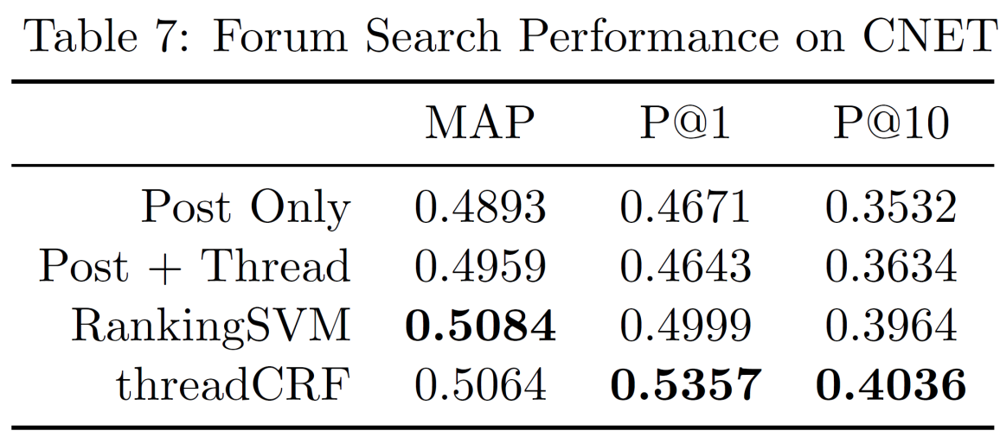 Table 7: Forum Search Performance on CNET
MAP P@1 P@10
Post Only 0.4893 0.4671 0.3532
Post + Thread 0.4959 0.4643 0.3634
RankingSVM 0.5084 0.4999 0.3964
threadCRF 0.5064 0.5357 0.4036